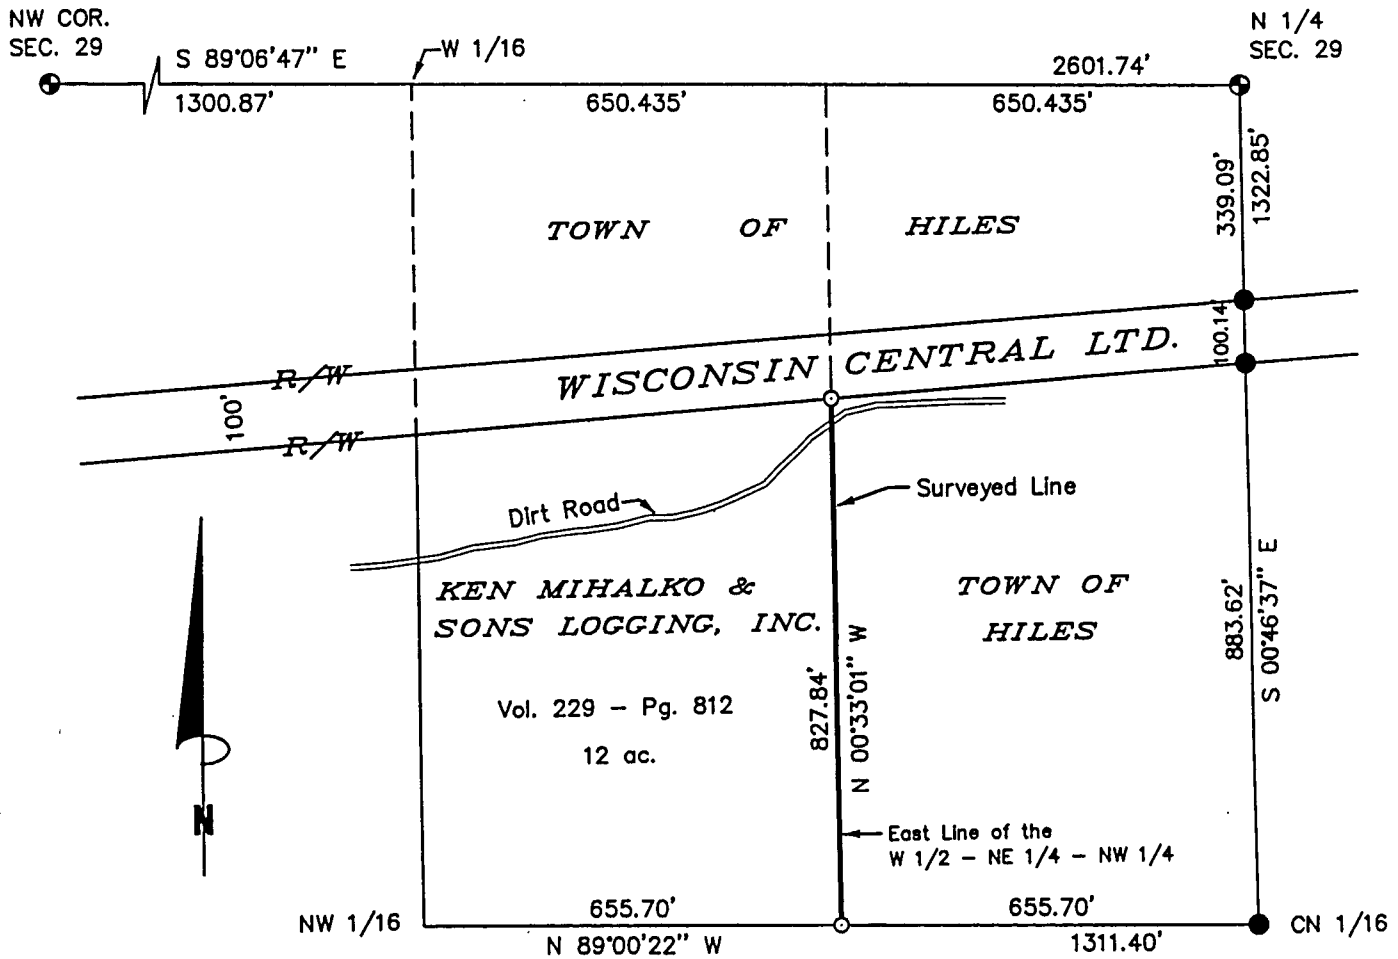 NW COR.
SEC. 29
S 89°06'47" E
1300.87'
W 1/16
650.435'
2601.74'
650.435'
N 1/4
SEC. 29
339.09'
1322.85'
TOWN OF HILES
100.14'
WISCONSIN CENTRAL LTD.
R/W
100'
R/W
Dirt Road
Surveyed Line
KEN MIHALKO &
SONS LOGGING, INC.
Vol. 229 – Pg. 812
12 ac.
TOWN OF
HILES
827.84'
N 00°33'01" W
883.62'
S 00°46'37" E
N
East Line of the
W 1/2 – NE 1/4 – NW 1/4
NW 1/16
655.70'
N 89°00'22" W
655.70'
1311.40'
CN 1/16